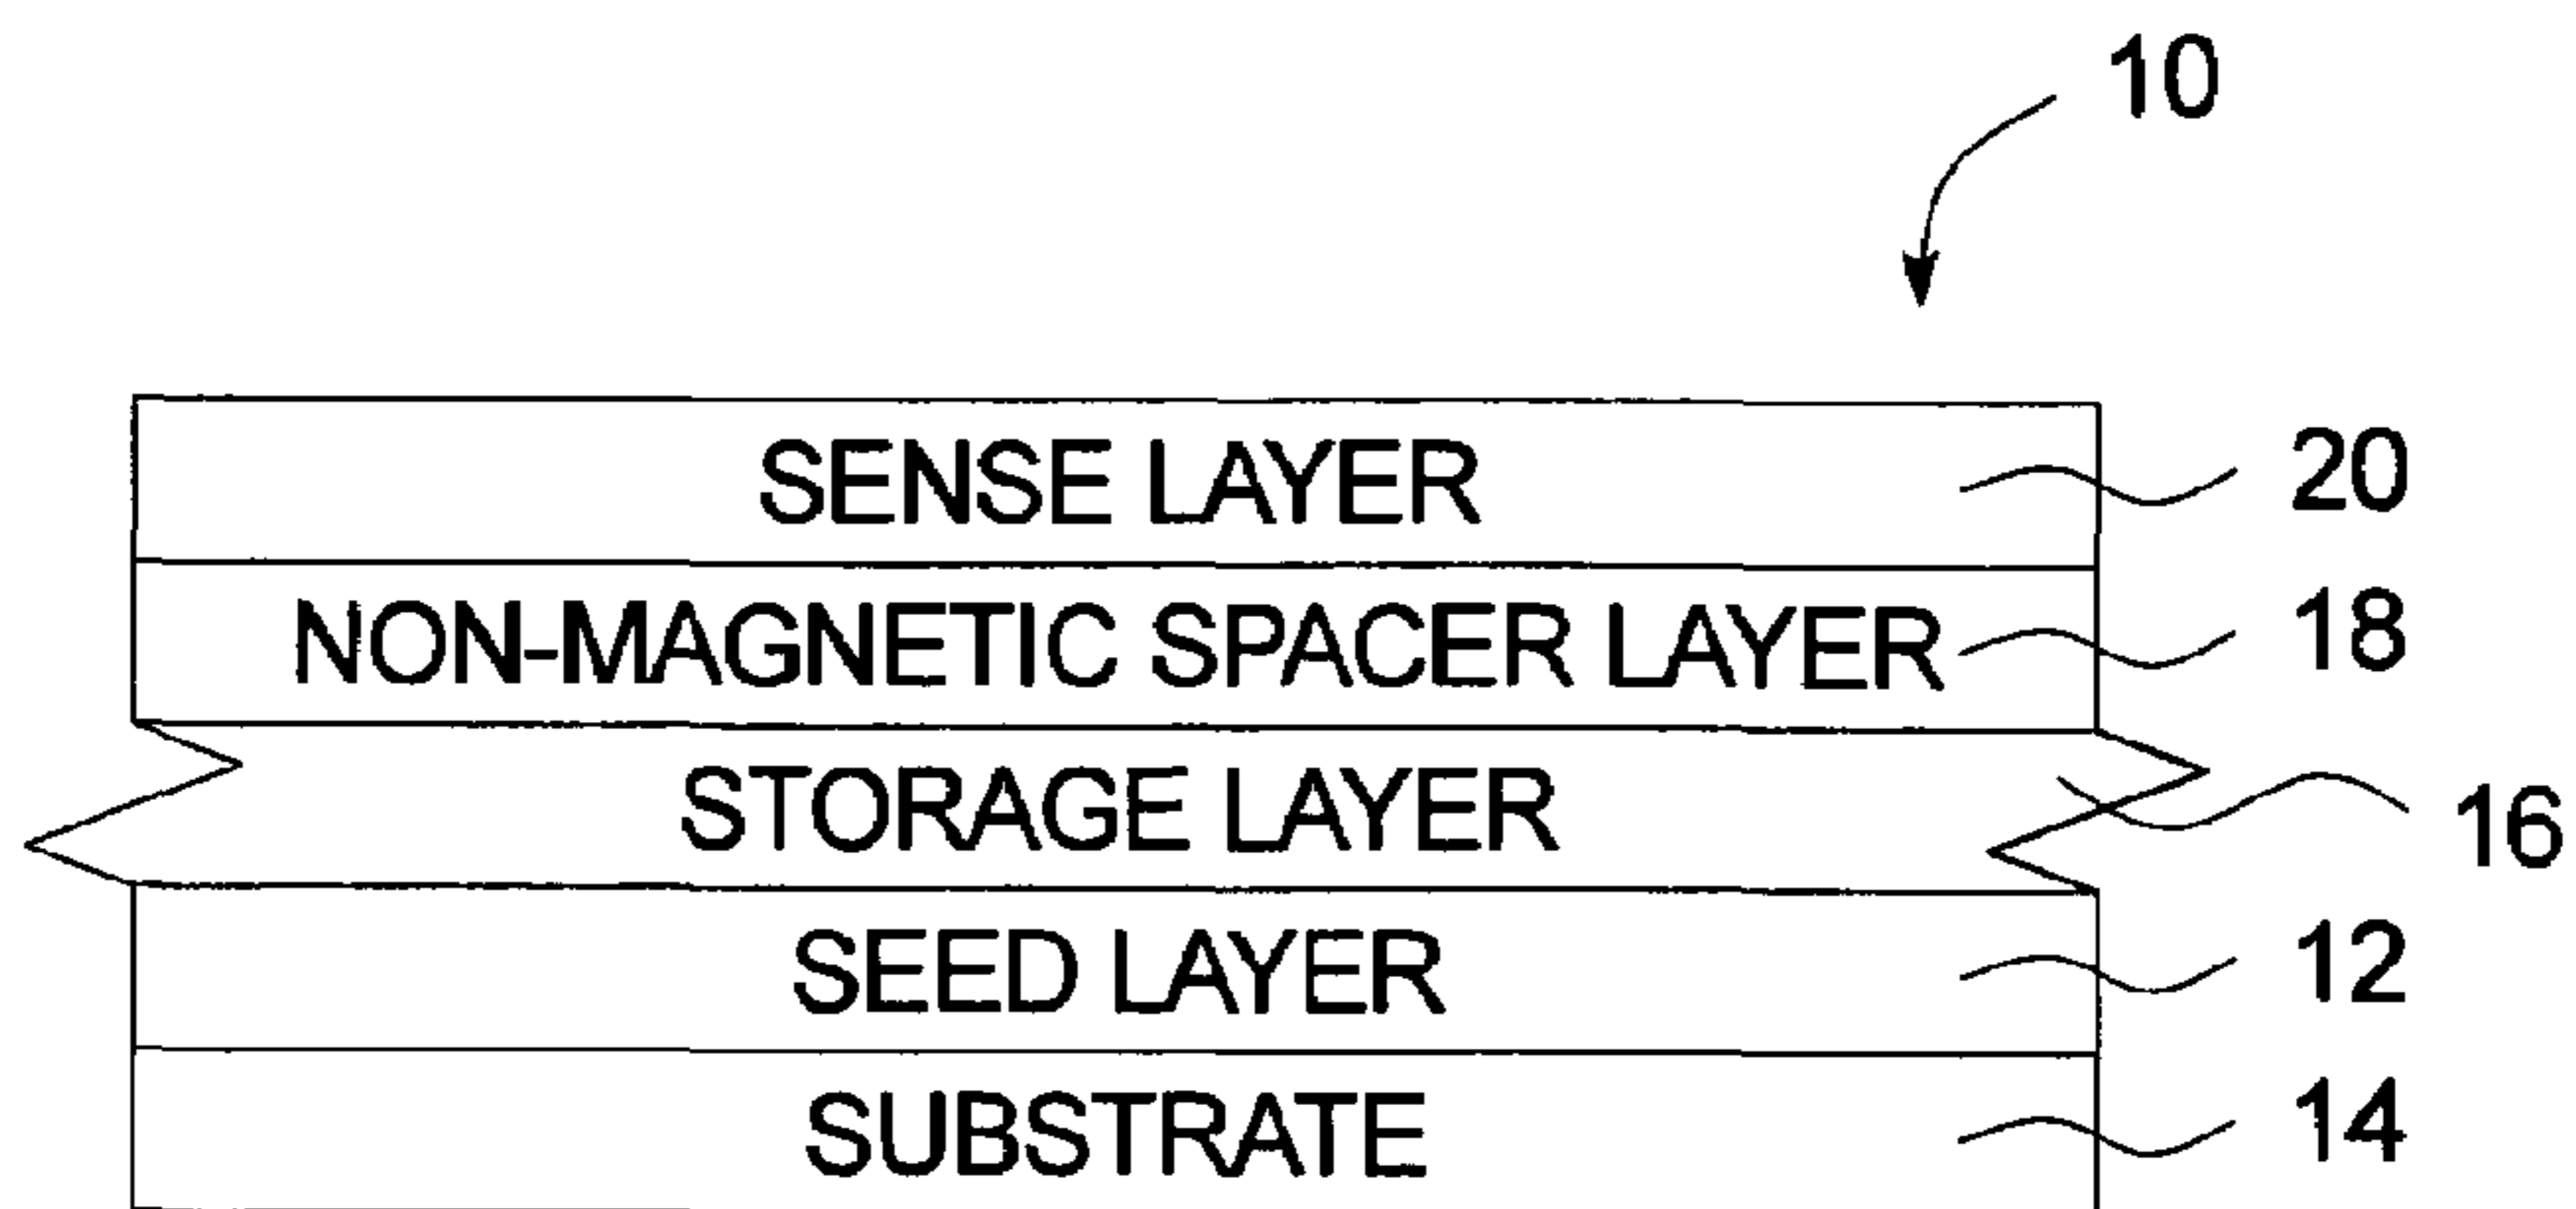 10
SENSE LAYER 20
NON-MAGNETIC SPACER LAYER 18
STORAGE LAYER 16
SEED LAYER 12
SUBSTRATE 14